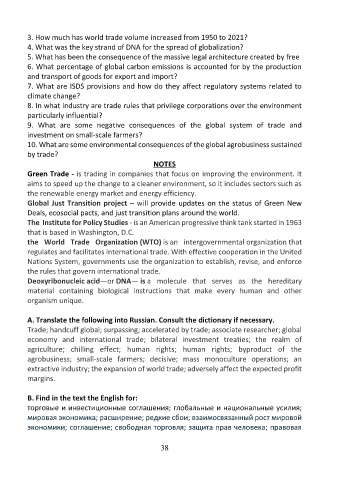 3. How much has world trade volume increased from 1950 to 2021?
4. What was the key strand of DNA for the spread of globalization?
5. What has been the consequence of the massive legal architecture created by free
6. What percentage of global carbon emissions is accounted for by the production
and transport of goods for export and import?
7. What are ISDS provisions and how do they affect regulatory systems related to
climate change?
8. In what industry are trade rules that privilege corporations over the environment
particularly influential?
9. What are some negative consequences of the global system of trade and
investment on small-scale farmers?
10. What are some environmental consequences of the global agrobusiness sustained
by trade?
NOTES
Green Trade - is trading in companies that focus on improving the environment. It
aims to speed up the change to a cleaner environment, so it includes sectors such as
the renewable energy market and energy efficiency.
Global Just Transition project – will provide updates on the status of Green New
Deals, ecosocial pacts, and just transition plans around the world.
The Institute for Policy Studies - is an American progressive think tank started in 1963
that is based in Washington, D.C.
the World Trade Organization (WTO) is an intergovernmental organization that
regulates and facilitates international trade. With effective cooperation in the United
Nations System, governments use the organization to establish, revise, and enforce
the rules that govern international trade.
Deoxyribonucleic acid—or DNA— is a molecule that serves as the hereditary
material containing biological instructions that make every human and other
organism unique.
A. Translate the following into Russian. Consult the dictionary if necessary.
Trade; handcuff global; surpassing; accelerated by trade; associate researcher; global
economy and international trade; bilateral investment treaties; the realm of
agriculture; chilling effect; human rights; human rights; byproduct of the
agrobusiness; small-scale farmers; decisive; mass monoculture operations; an
extractive industry; the expansion of world trade; adversely affect the expected profit
margins.
B. Find in the text the English for:
торговые и инвестиционные соглашения; глобальные и национальные усилия;
мировая экономика; расширение; редкие сбои; взаимосвязанный рост мировой
экономики; соглашение; свободная торговля; защита прав человека; правовая
38